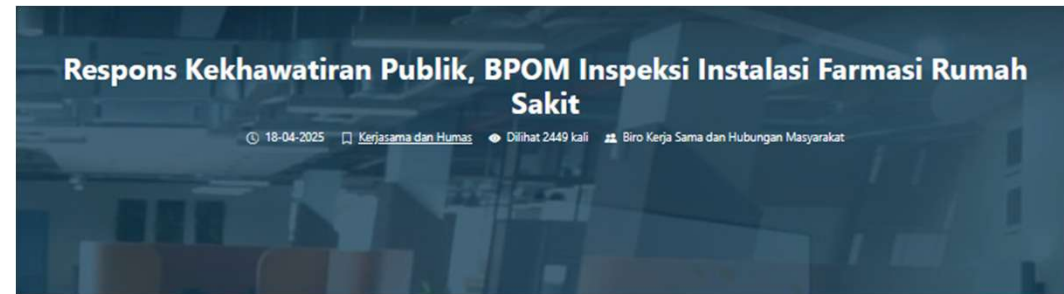 Respons Kekhawatiran Publik, BPOM Inspeksi Instalasi Farmasi Rumah
Sakit
18-04-2025 Kerjasama dan Humas Dilihat 2449 kali Biro Kerja Sama dan Hubungan Masyarakat